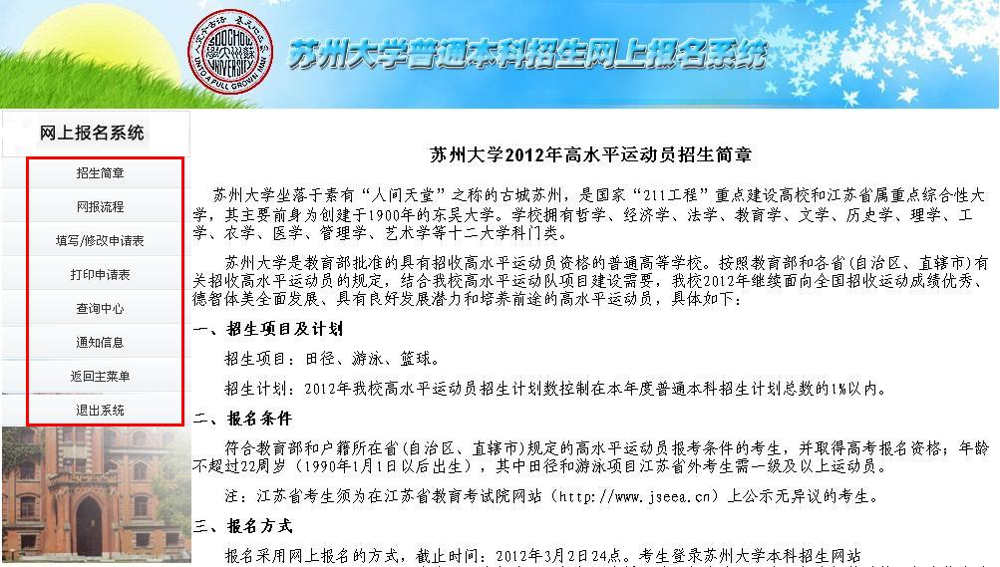 苏州大学普通本科招生网上报名系统
SOOCHOW
UNIVERSITY
UNTO A FULL GROWN MAN
网上报名系统
招生简章
网报流程
填写/修改申请表
打印申请表
查询中心
通知信息
返回主菜单
退出系统
苏州大学2012年高水平运动员招生简章
苏州大学坐落于素有“人间天堂”之称的古城苏州，是国家“211工程”重点建设高校和江苏省属重点综合性大
学，其主要前身为创建于1900年的东吴大学。学校拥有哲学、经济学、法学、教育学、文学、历史学、理学、工
学、农学、医学、管理学、艺术学等十二大学科门类。
苏州大学是教育部批准的具有招收高水平运动员资格的普通高等学校。按照教育部和各省(自治区、直辖市)有
关招收高水平运动员的规定，结合我校高水平运动队项目建设需要，我校2012年继续面向全国招收运动成绩优秀、
德智体美全面发展、具有良好发展潜力和培养前途的高水平运动员，具体如下：
一、招生项目及计划
招生项目：田径、游泳、篮球。
招生计划：2012年我校高水平运动员招生计划数控制在本年度普通本科招生计划总数的1%以内。
二、报名条件
符合教育部和户籍所在省(自治区、直辖市)规定的高水平运动员报考条件的考生，并取得高考报名资格；年龄
不超过22周岁（1990年1月1日以后出生），其中田径和游泳项目江苏省外考生需一级及以上运动员。
注：江苏省考生须为在江苏省教育考试院网站（http://www.jseea.cn）上公示无异议的考生。
三、报名方式
报名采用网上报名的方式，截止时间：2012年3月2日24点。考生登录苏州大学本科招生网站